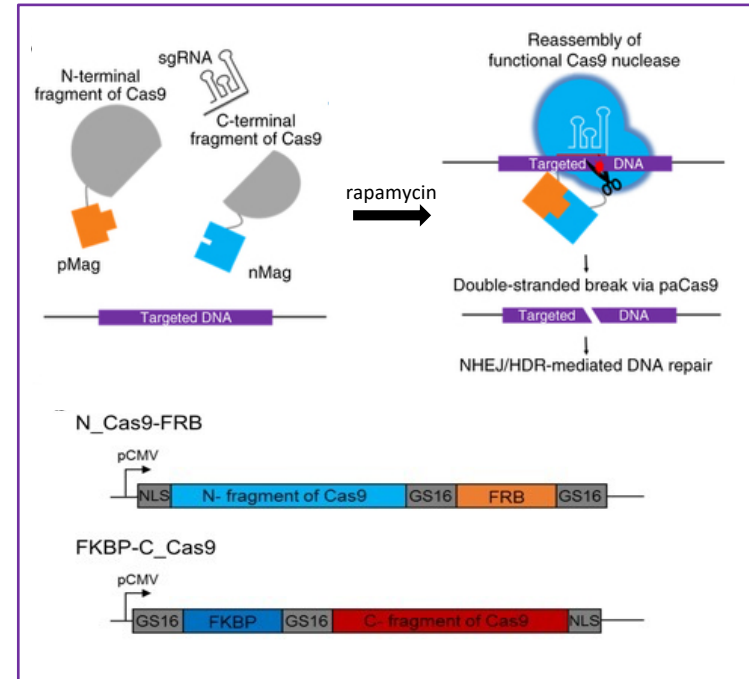 sgRNA
N-terminal
fragment of Cas9
C-terminal
fragment of Cas9
pMag
nMag
Targeted DNA
rapamycin
Reassembly of
functional Cas9 nuclease
Targeted DNA
Double-stranded break via paCas9
Targeted DNA
NHEJ/HDR-mediated DNA repair
N_Cas9-FRB
pCMV
NLS N- fragment of Cas9 GS16 FRB GS16
FKBP-C_Cas9
pCMV
GS16 FKBP GS16 C- fragment of Cas9 NLS